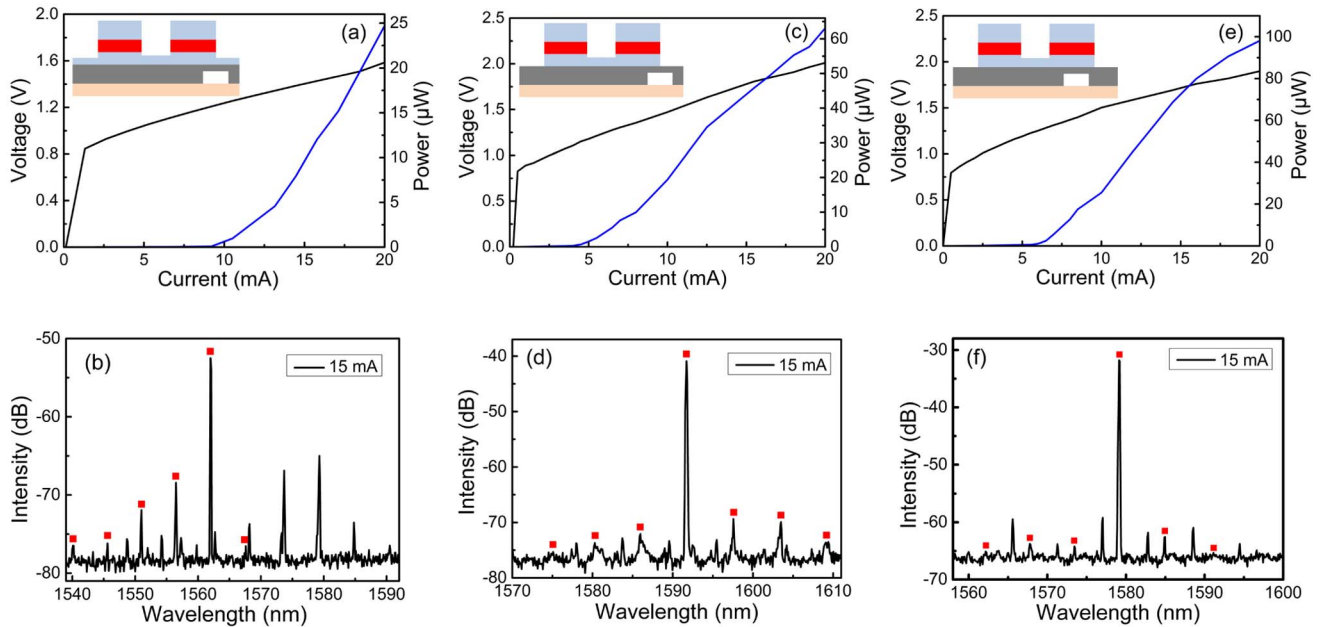 (a)
Voltage (V)
2.0
1.6
1.2
0.8
0.4
0.0
25
20
15
10
5
0
Power (µW)
0 5 10 15 20
Current (mA)
(c)
Voltage (V)
2.5
2.0
1.5
1.0
0.5
0.0
60
50
40
30
20
10
0
Power (µW)
0 5 10 15 20
Current (mA)
(e)
Voltage (V)
2.5
2.0
1.5
1.0
0.5
0.0
100
80
60
40
20
0
Power (µW)
0 5 10 15 20
Current (mA)
(b)
15 mA
Intensity (dB)
-50
-60
-70
-80
1540 1550 1560 1570 1580 1590
Wavelength (nm)
(d)
15 mA
Intensity (dB)
-40
-50
-60
-70
-80
1570 1580 1590 1600 1610
Wavelength (nm)
(f)
15 mA
Intensity (dB)
-30
-40
-50
-60
-70
1560 1570 1580 1590 1600
Wavelength (nm)